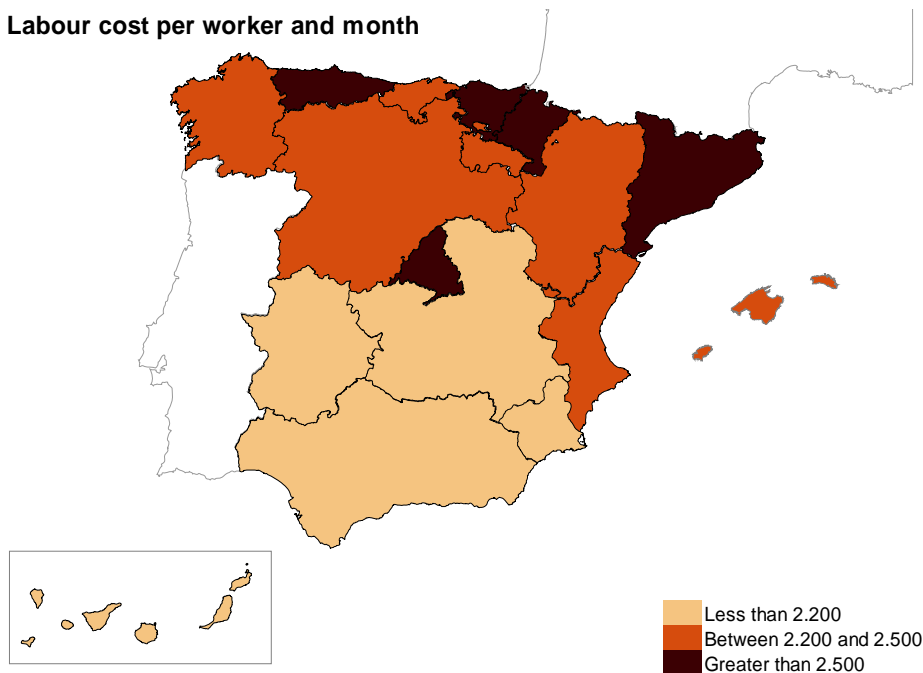 Labour cost per worker and month
Less than 2.200
Between 2.200 and 2.500
Greater than 2.500